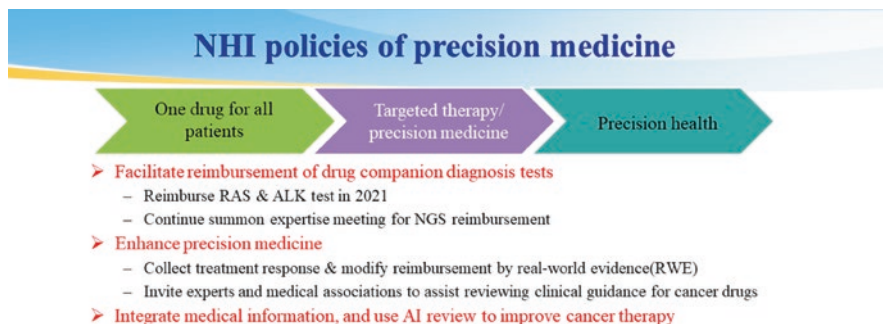 NHI policies of precision medicine
One drug for all
patients
Targeted therapy/
precision medicine
Precision health
➢ Facilitate reimbursement of drug companion diagnosis tests
– Reimburse RAS & ALK test in 2021
– Continue summon expertise meeting for NGS reimbursement
➢ Enhance precision medicine
– Collect treatment response & modify reimbursement by real-world evidence(RWE)
– Invite experts and medical associations to assist reviewing clinical guidance for cancer drugs
➢ Integrate medical information, and use AI review to improve cancer therapy